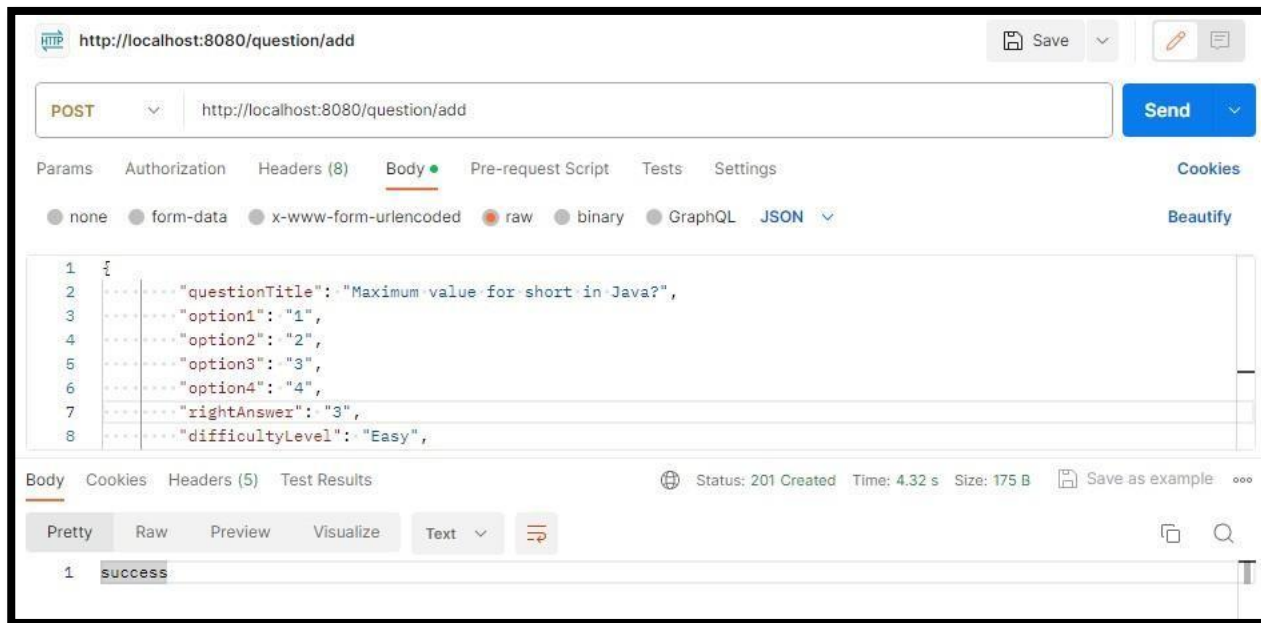 HTTP http://localhost:8080/question/add Save
POST http://localhost:8080/question/add Send
Params Authorization Headers (8) Body Pre-request Script Tests Settings Cookies
none form-data x-www-form-urlencoded raw binary GraphQL JSON Beautify
1 {
2 "questionTitle": "Maximum value for short in Java?",
3 "option1": "1",
4 "option2": "2",
5 "option3": "3",
6 "option4": "4",
7 "rightAnswer": "3",
8 "difficultyLevel": "Easy",
Body Cookies Headers (5) Test Results Status: 201 Created Time: 4.32 s Size: 175 B Save as example
Pretty Raw Preview Visualize Text
1 success